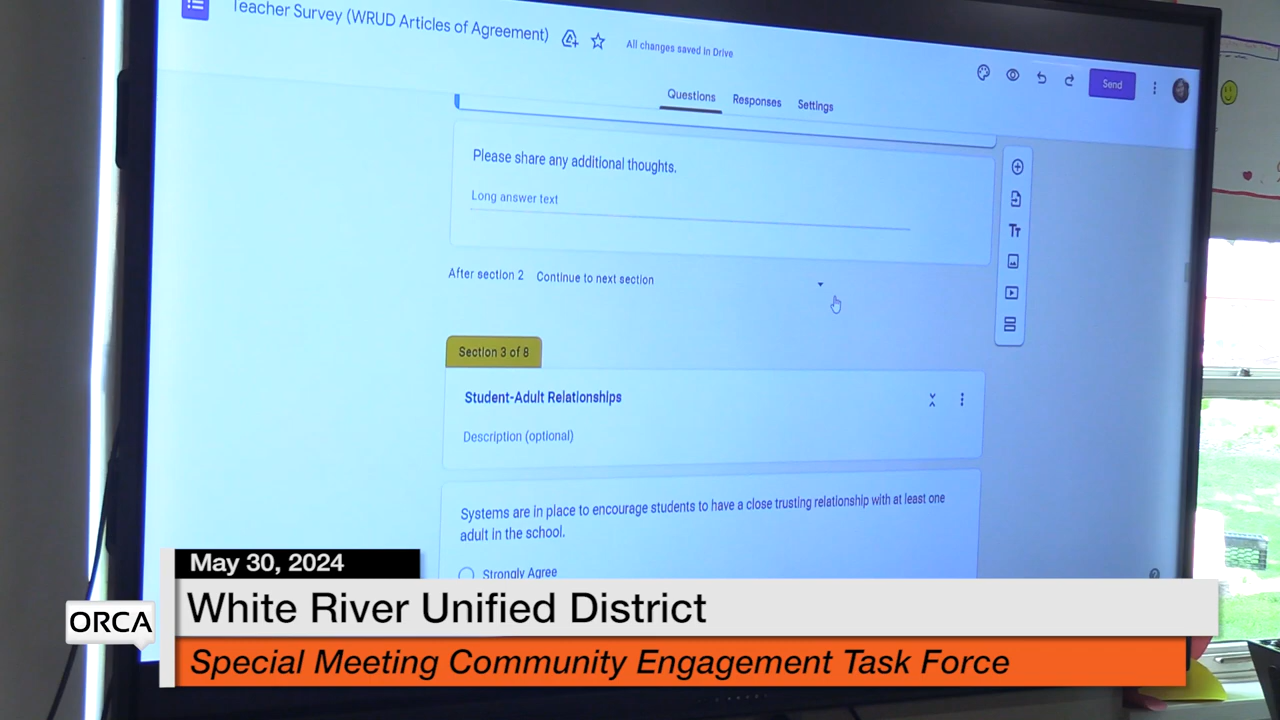 Teacher Survey (WRUD Articles of Agreement)
All changes saved in Drive
Send
Questions
Responses
Settings
Please share any additional thoughts.
Long answer text
Tt
After section 2 Continue to next section
Section 3 of 8
Student-Adult Relationships
Description (optional)
Systems are in place to encourage students to have a close trusting relationship with at least one
adult in the school.
Strongly Agree
May 30, 2024
White River Unified District
ORCA
Special Meeting Community Engagement Task Force